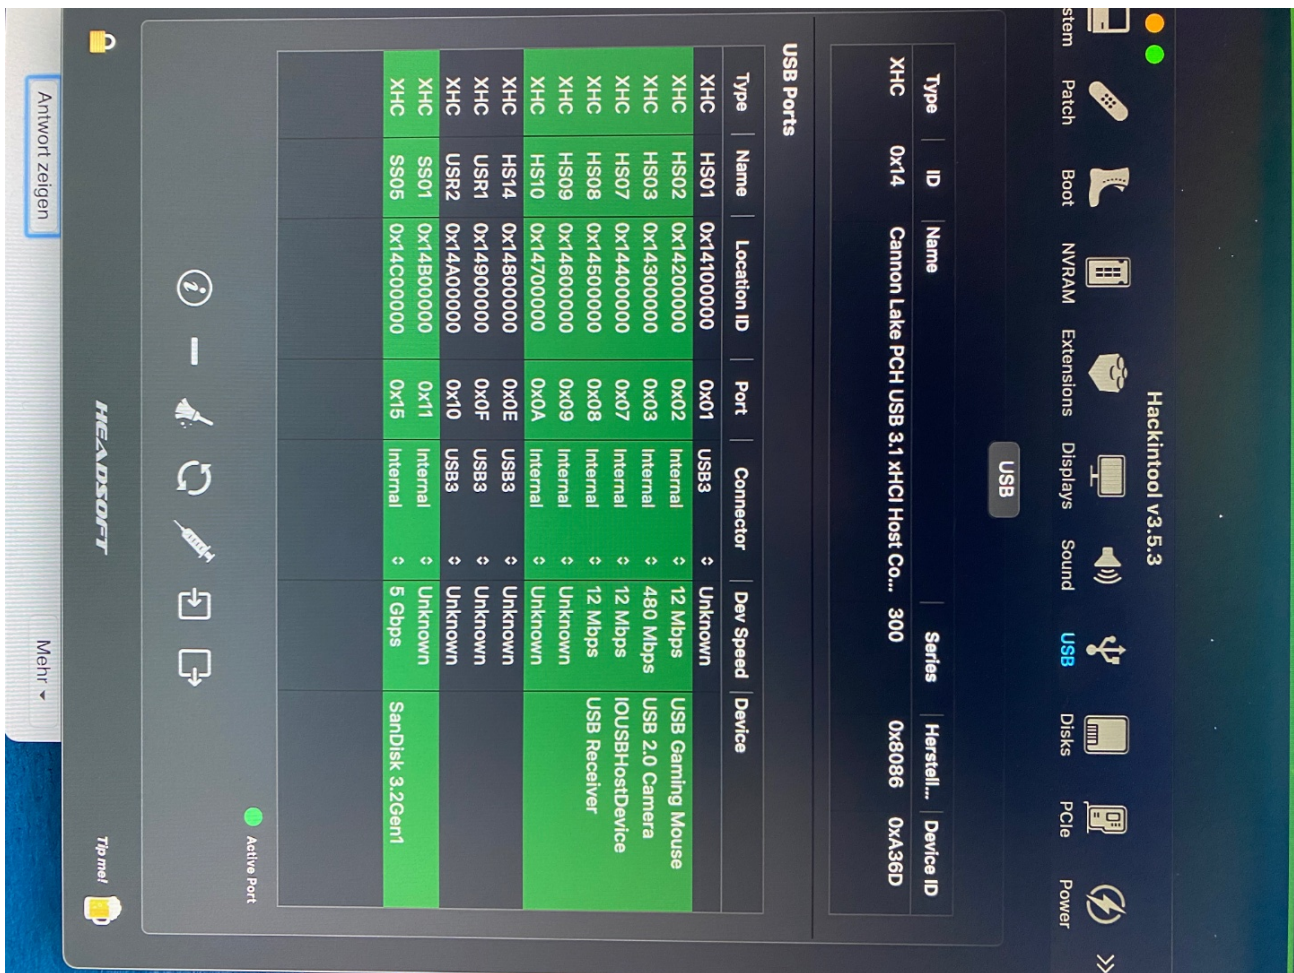 Hackintool v3.5.3
stem Patch Boot NVRAM Extensions Displays Sound USB Disks PCIe Power
USB
Type ID Name Series Herstell... Device ID
XHC 0x14 Cannon Lake PCH USB 3.1 xHCI Host Co... 300 0x8086 0xA36D
USB Ports
Type Name Location ID Port Connector Dev Speed Device
XHC HS01 0x14100000 0x01 USB3 Unknown
XHC HS02 0x14200000 0x02 Internal 12 Mbps USB Gaming Mouse
XHC HS03 0x14300000 0x03 Internal 480 Mbps USB 2.0 Camera
XHC HS07 0x14400000 0x07 Internal 12 Mbps IOUSBHostDevice
XHC HS08 0x14500000 0x08 Internal 12 Mbps USB Receiver
XHC HS09 0x14600000 0x09 Internal Unknown
XHC HS10 0x14700000 0x0A Internal Unknown
XHC HS14 0x14800000 0x0E USB3 Unknown
XHC USR1 0x14900000 0x0F USB3 Unknown
XHC USR2 0x14A00000 0x10 USB3 Unknown
XHC SS01 0x14B00000 0x11 Internal Unknown
XHC SS05 0x14C00000 0x15 Internal 5 Gbps SanDisk 3.2Gen1
Active Port
HEADSOFT
Tip me!
Antwort zeigen Mehr